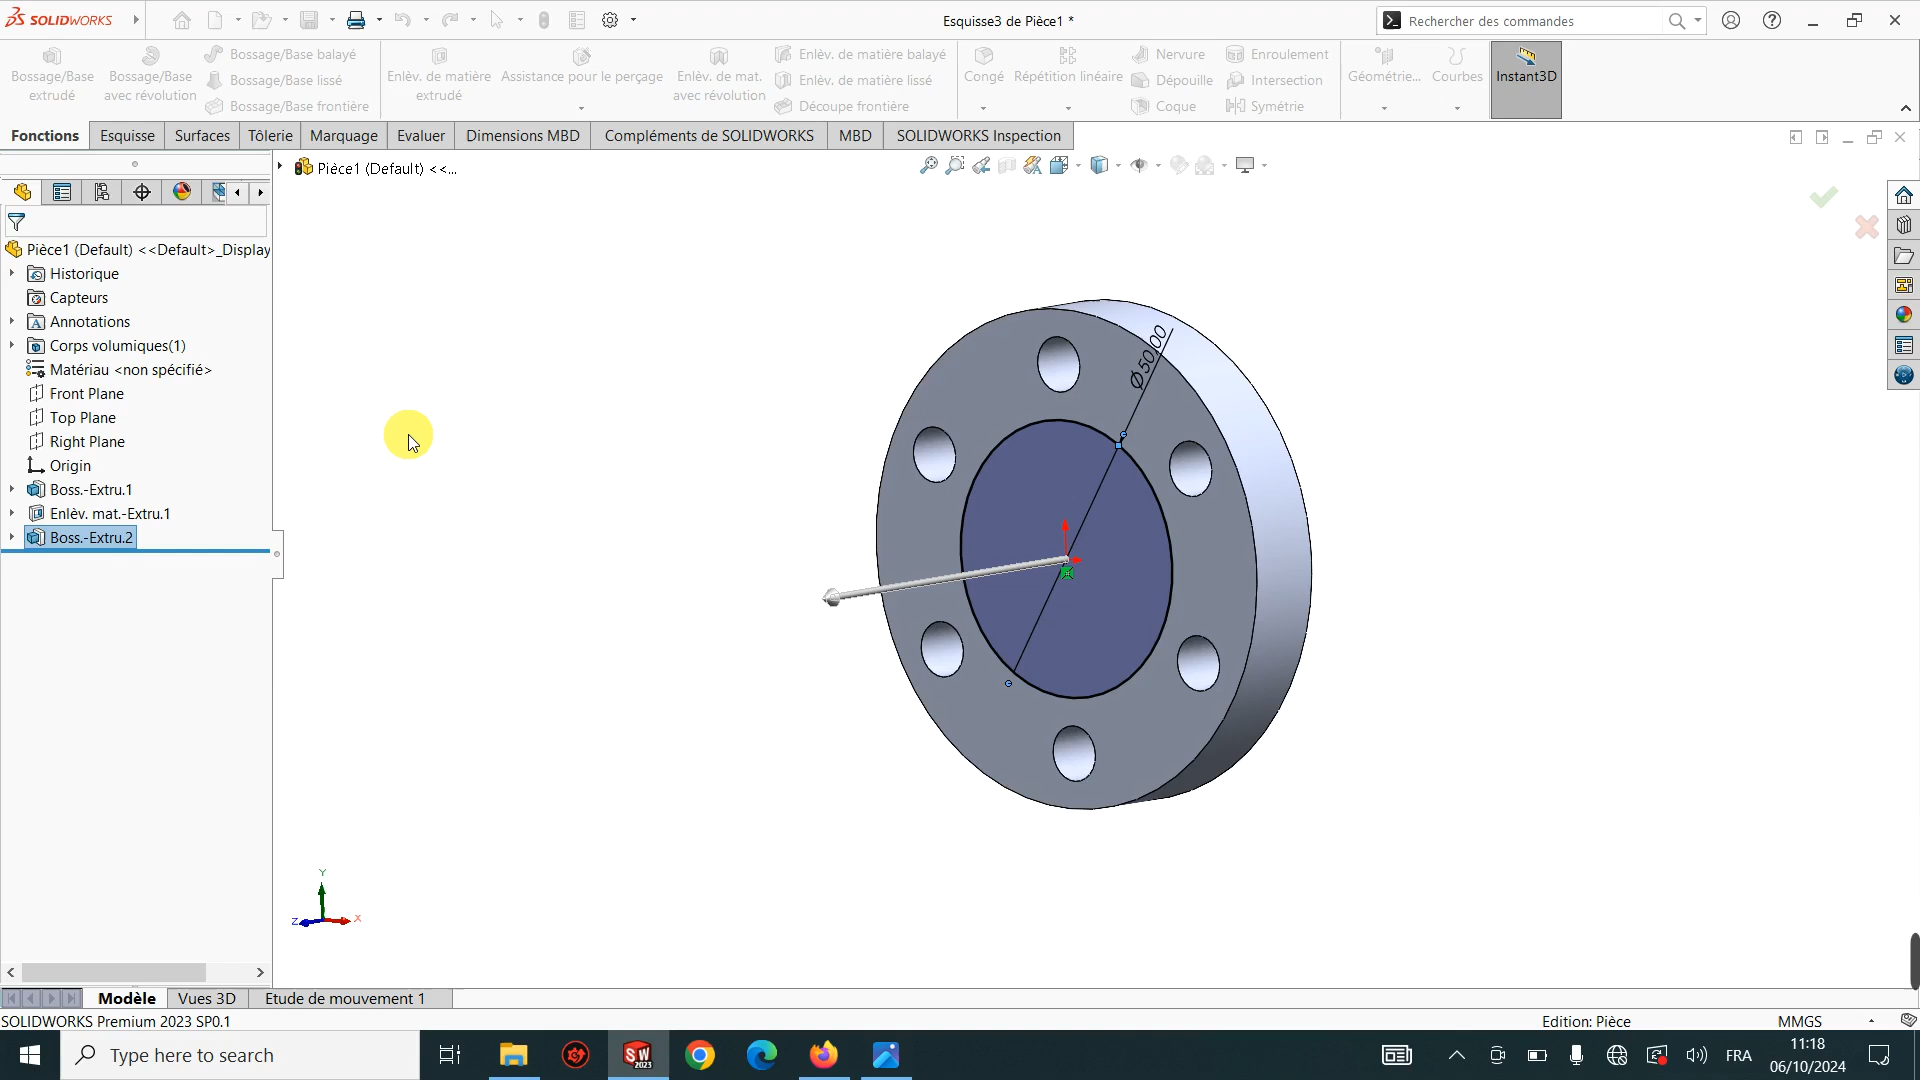 SOLIDWORKS
Esquisse3 de Pièce1 *
Rechercher des commandes
Bossage/Base extrudé
Bossage/Base avec révolution
Bossage/Base balayé
Bossage/Base lissé
Bossage/Base frontière
Enlèv. de matière extrudé
Assistance pour le perçage
Enlèv. de mat. avec révolution
Enlèv. de matière balayé
Enlèv. de matière lissé
Découpe frontière
Congé
Répétition linéaire
Nervure
Dépouille
Coque
Enroulement
Intersection
Symétrie
Géométrie...
Courbes
Instant3D
Fonctions
Esquisse
Surfaces
Tôlerie
Marquage
Evaluer
Dimensions MBD
Compléments de SOLIDWORKS
MBD
SOLIDWORKS Inspection
Pièce1 (Default) <<...
Pièce1 (Default) <<Default>_Display
Historique
Capteurs
Annotations
Corps volumiques(1)
Matériau <non spécifié>
Front Plane
Top Plane
Right Plane
Origin
Boss.-Extru.1
Enlèv. mat.-Extru.1
Boss.-Extru.2
Ø50,00
Y
Z
X
Modèle
Vues 3D
Etude de mouvement 1
SOLIDWORKS Premium 2023 SP0.1
Edition: Pièce
MMGS
Type here to search
SW
2023
FRA
11:18
06/10/2024